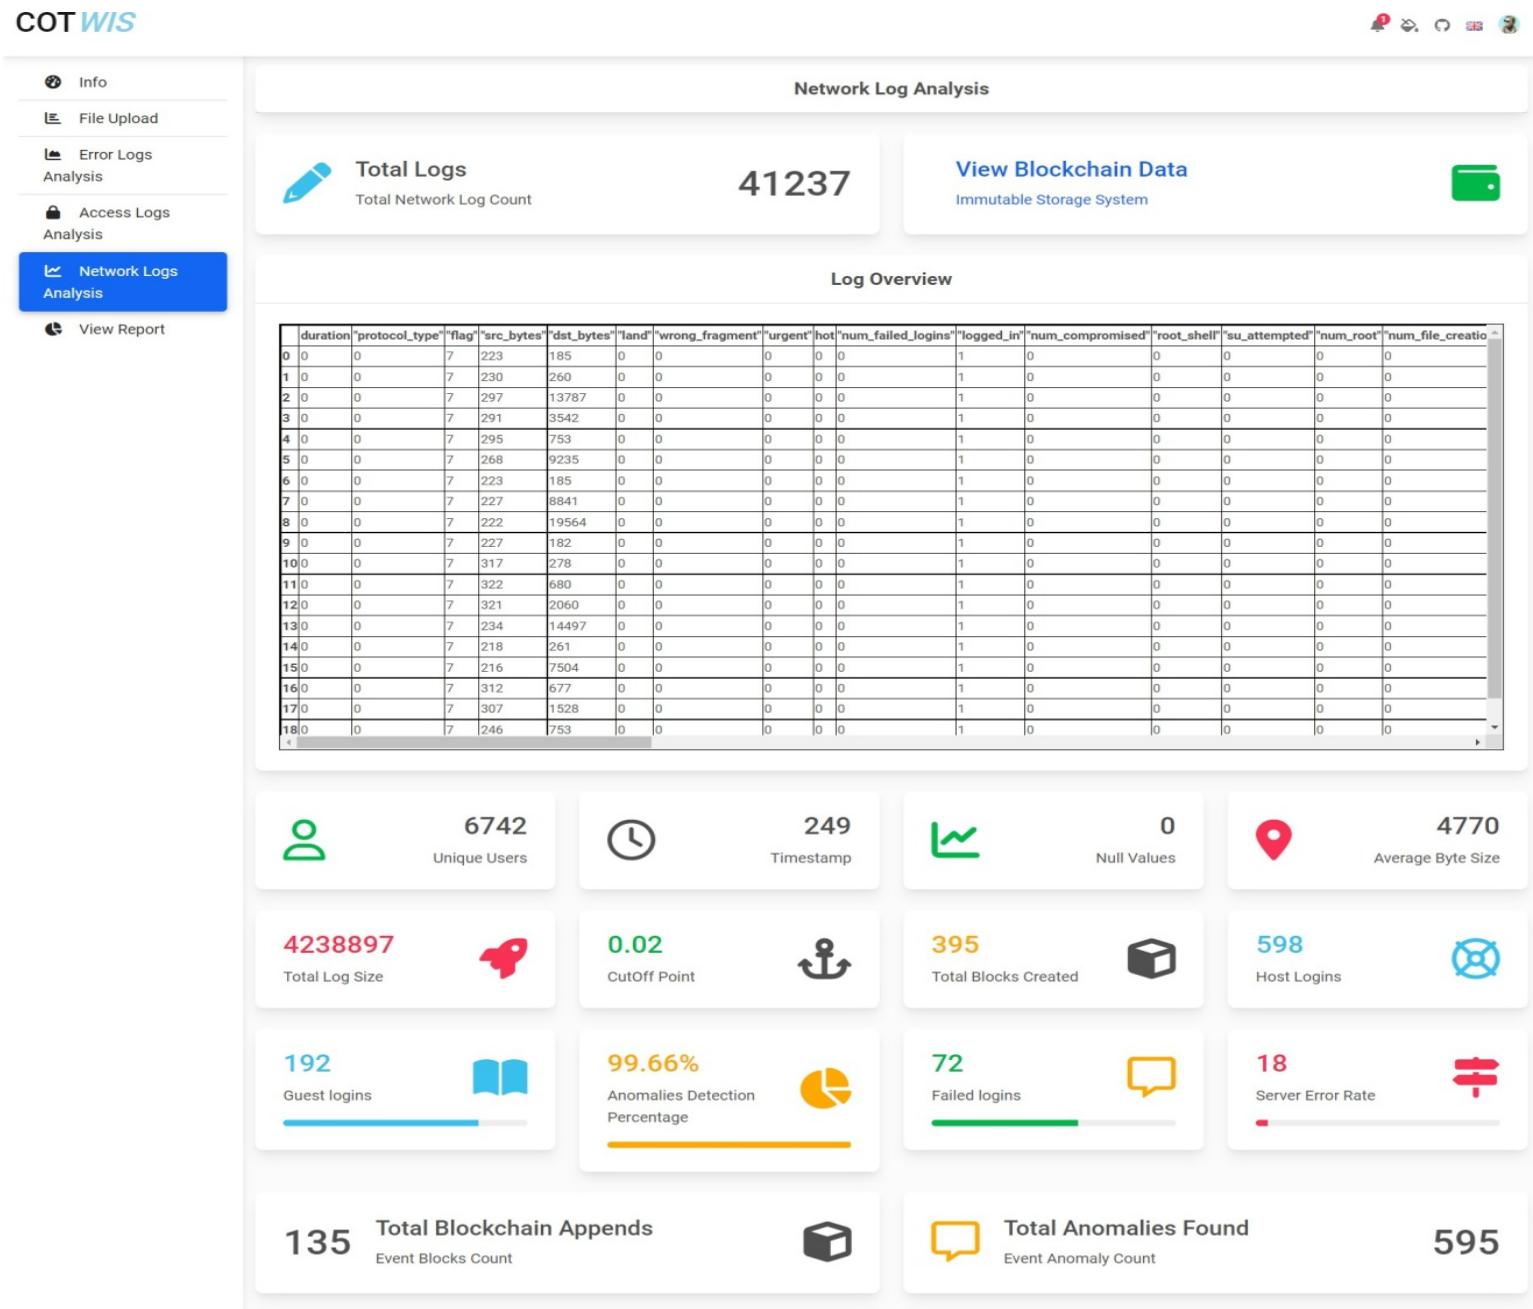 COTWIS
1
Info
File Upload
Error Logs
Analysis
Access Logs
Analysis
Network Logs
Analysis
View Report
Network Log Analysis
Total Logs
Total Network Log Count
41237
View Blockchain Data
Immutable Storage System
Log Overview
duration "protocol_type" "flag" "src_bytes" "dst_bytes" "land" "wrong_fragment" "urgent" hot "num_failed_logins" "logged_in" "num_compromised" "root_shell" "su_attempted" "num_root" "num_file_creatio
0 0 0 7 223 185 0 0 0 0 0 1 0 0 0 0 0
1 0 0 7 230 260 0 0 0 0 0 1 0 0 0 0 0
2 0 0 7 297 13787 0 0 0 0 0 1 0 0 0 0 0
3 0 0 7 291 3542 0 0 0 0 0 1 0 0 0 0 0
4 0 0 7 295 753 0 0 0 0 0 1 0 0 0 0 0
5 0 0 7 268 9235 0 0 0 0 0 1 0 0 0 0 0
6 0 0 7 223 185 0 0 0 0 0 1 0 0 0 0 0
7 0 0 7 227 8841 0 0 0 0 0 1 0 0 0 0 0
8 0 0 7 222 19564 0 0 0 0 0 1 0 0 0 0 0
9 0 0 7 227 182 0 0 0 0 0 1 0 0 0 0 0
10 0 0 7 317 278 0 0 0 0 0 1 0 0 0 0 0
11 0 0 7 322 680 0 0 0 0 0 1 0 0 0 0 0
12 0 0 7 321 2060 0 0 0 0 0 1 0 0 0 0 0
13 0 0 7 234 14497 0 0 0 0 0 1 0 0 0 0 0
14 0 0 7 218 261 0 0 0 0 0 1 0 0 0 0 0
15 0 0 7 216 7504 0 0 0 0 0 1 0 0 0 0 0
16 0 0 7 312 677 0 0 0 0 0 1 0 0 0 0 0
17 0 0 7 307 1528 0 0 0 0 0 1 0 0 0 0 0
18 0 0 7 246 753 0 0 0 0 0 1 0 0 0 0 0
6742
Unique Users
249
Timestamp
0
Null Values
4770
Average Byte Size
4238897
Total Log Size
0.02
CutOff Point
395
Total Blocks Created
598
Host Logins
192
Guest logins
99.66%
Anomalies Detection
Percentage
72
Failed logins
18
Server Error Rate
135
Total Blockchain Appends
Event Blocks Count
Total Anomalies Found
Event Anomaly Count
595